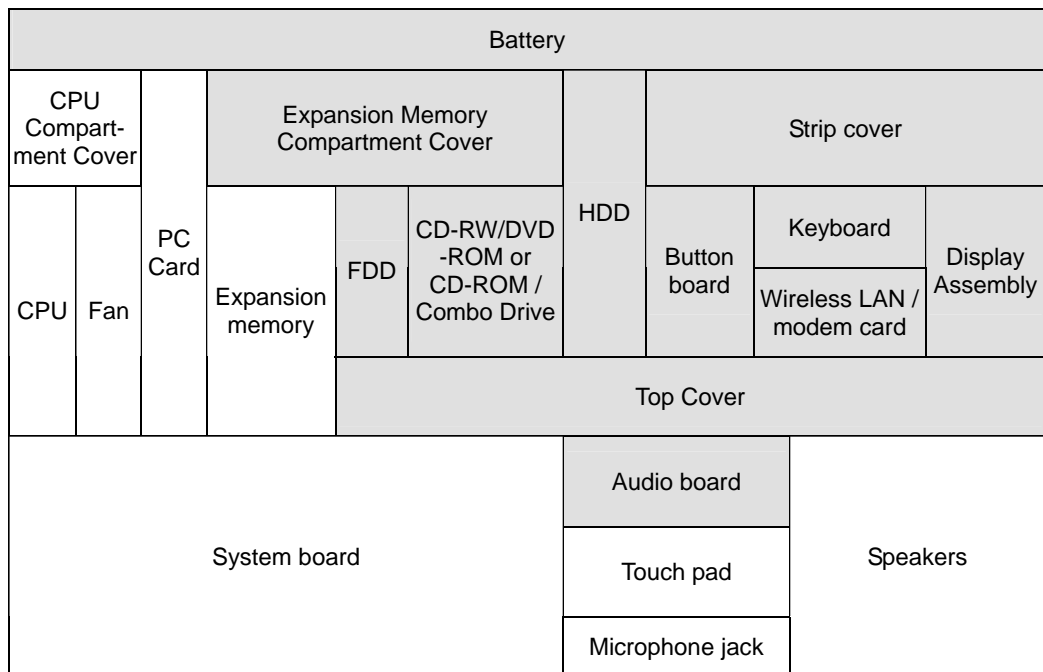 Battery
CPU
Compart-
ment Cover
PC
Card
Expansion Memory
Compartment Cover
HDD
Strip cover
CPU
Fan
Expansion
memory
FDD
CD-RW/DVD
-ROM or
CD-ROM /
Combo Drive
Button
board
Keyboard
Wireless LAN /
modem card
Display
Assembly
Top Cover
System board
Audio board
Touch pad
Microphone jack
Speakers